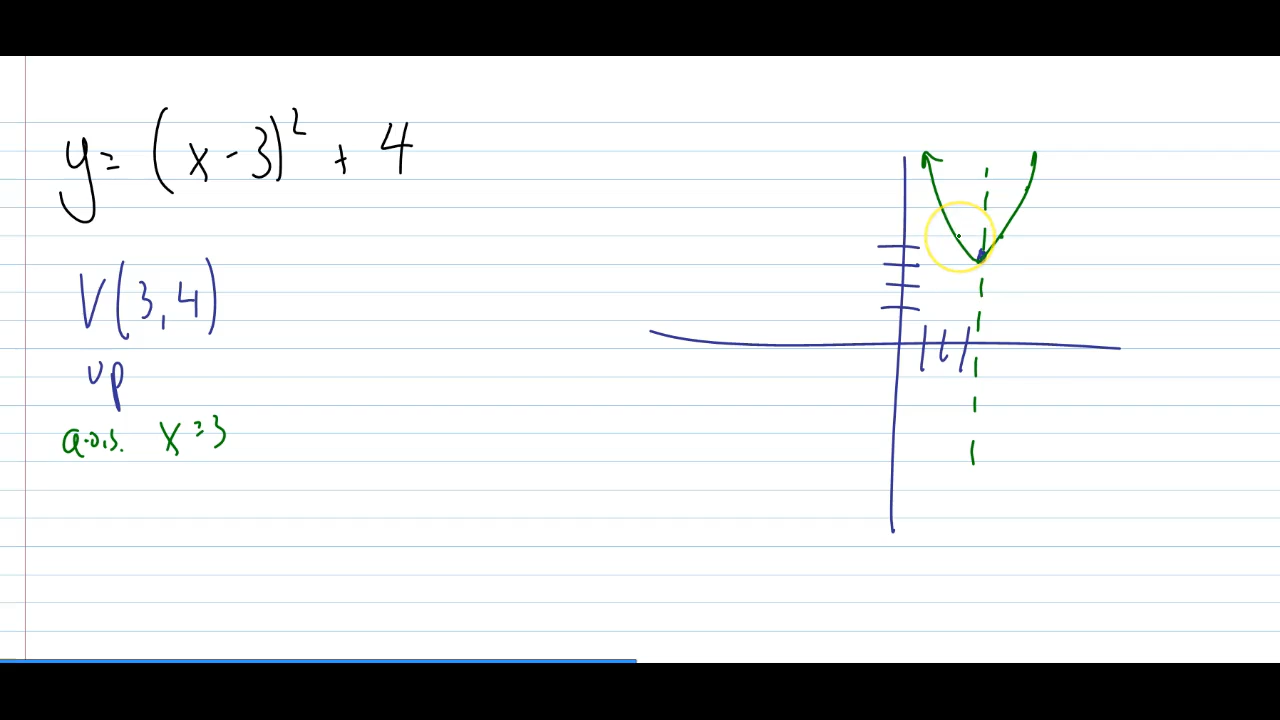 y = (x - 3)² + 4
V(3, 4)
up
a.o.s. x = 3